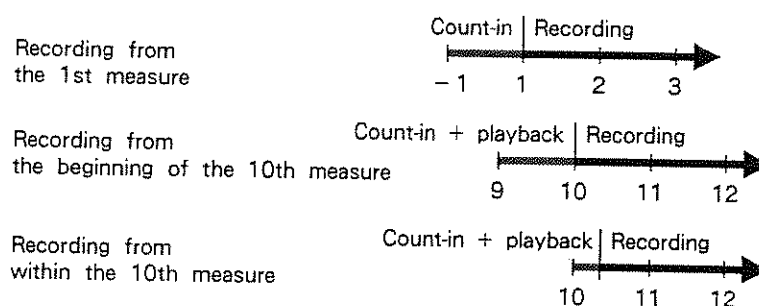 Count-in Recording
Recording from
the 1st measure
−1 1 2 3
Recording from
the beginning of the 10th measure
Count-in + playback Recording
9 10 11 12
Recording from
within the 10th measure
Count-in + playback Recording
10 11 12